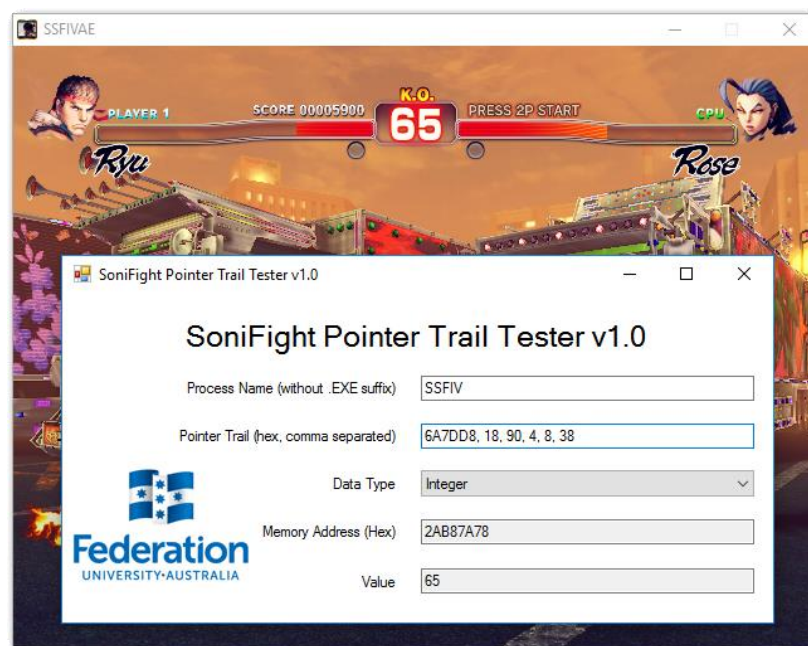 SSFIVAE
K.O.
PLAYER 1 SCORE 00005900 65 PRESS 2P START CPU
Ryu Rose
SoniFight Pointer Trail Tester v1.0
SoniFight Pointer Trail Tester v1.0
Process Name (without .EXE suffix) SSFIV
Pointer Trail (hex, comma separated) 6A7DD8, 18, 90, 4, 8, 38
Data Type Integer
Memory Address (Hex) 2AB87A78
Federation
UNIVERSITY•AUSTRALIA
Value 65